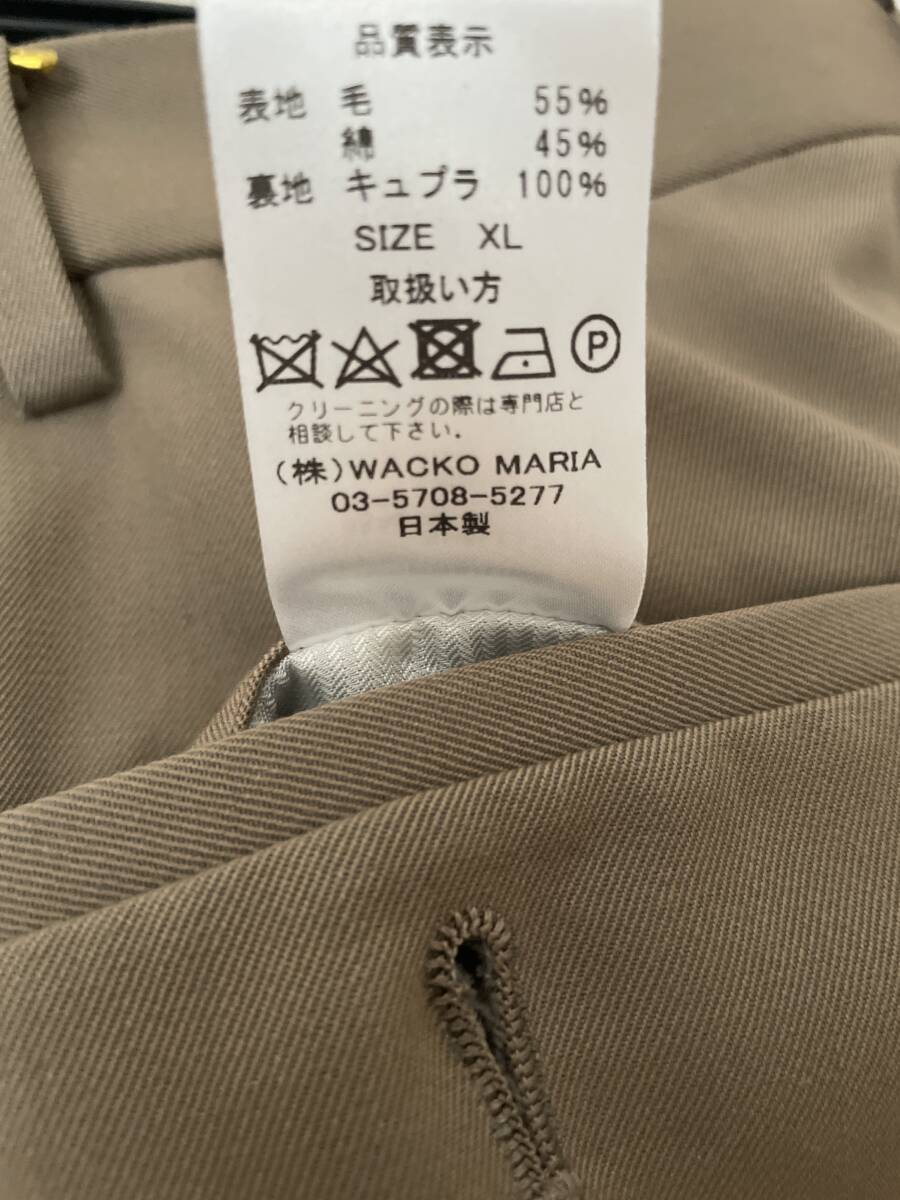 品質表示
表地 毛 55%
綿 45%
裏地 キュプラ 100%
SIZE XL
取扱い方
P
クリーニングの際は専門店と
相談して下さい。
(株)WACKO MARIA
03-5708-5277
日本製